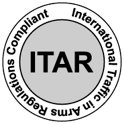 International Traffic in Arms Regulations Compliant
ITAR